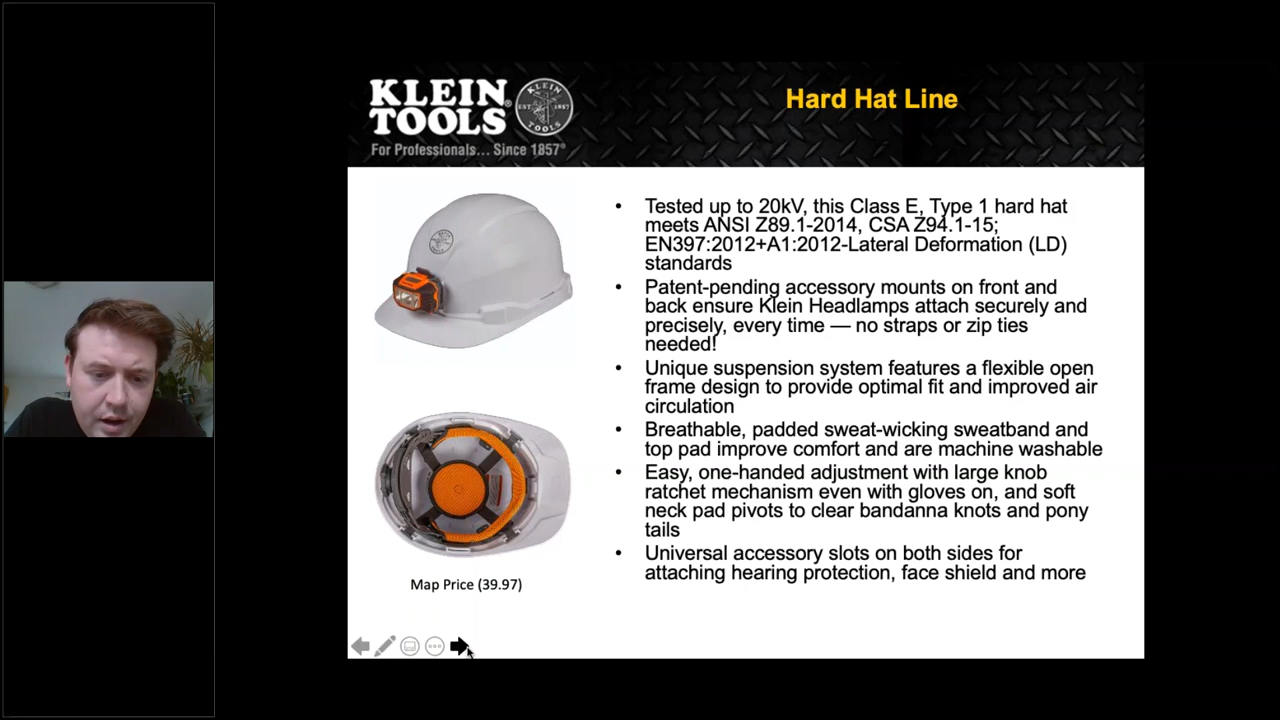 KLEIN
TOOLS®
KLEIN
EST. 1857
TOOLS
For Professionals... Since 1857®
Hard Hat Line
• Tested up to 20kV, this Class E, Type 1 hard hat
meets ANSI Z89.1-2014, CSA Z94.1-15;
EN397:2012+A1:2012-Lateral Deformation (LD)
standards
• Patent-pending accessory mounts on front and
back ensure Klein Headlamps attach securely and
precisely, every time — no straps or zip ties
needed!
• Unique suspension system features a flexible open
frame design to provide optimal fit and improved air
circulation
• Breathable, padded sweat-wicking sweatband and
top pad improve comfort and are machine washable
• Easy, one-handed adjustment with large knob
ratchet mechanism even with gloves on, and soft
neck pad pivots to clear bandanna knots and pony
tails
• Universal accessory slots on both sides for
attaching hearing protection, face shield and more
Map Price (39.97)